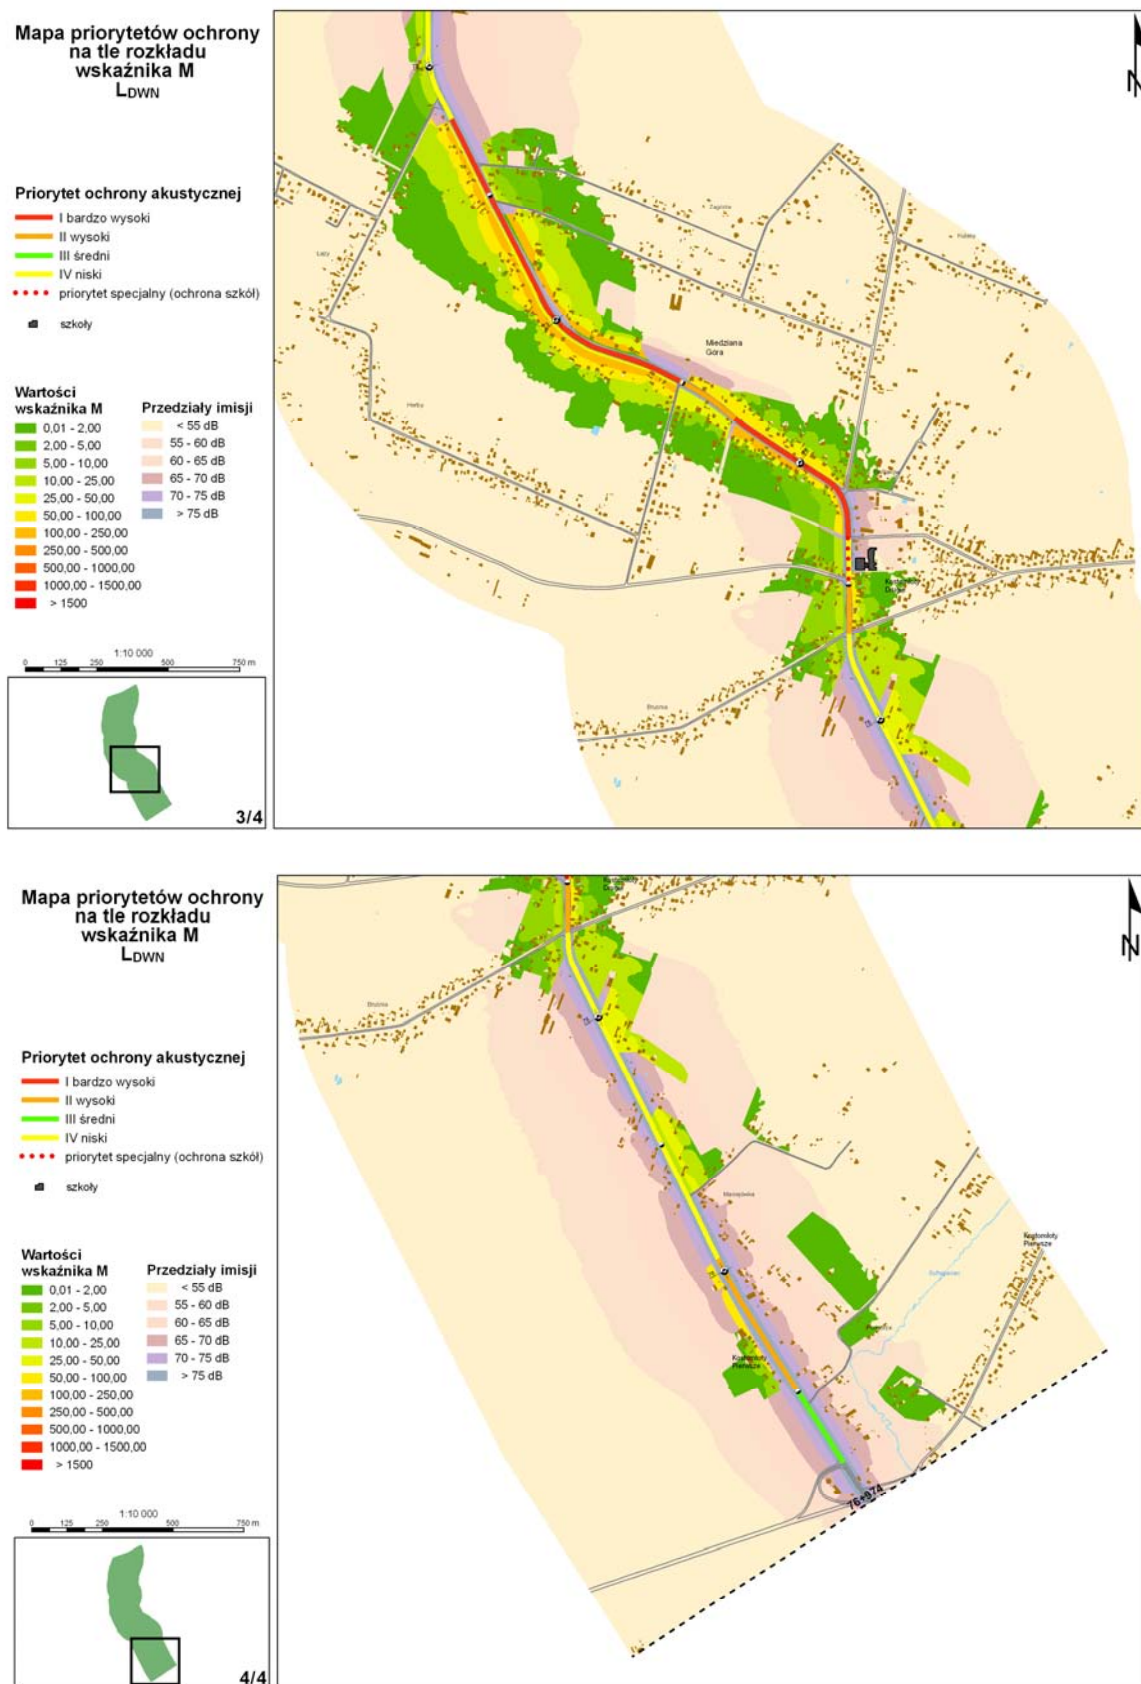 Mapa priorytetów ochrony
na tle rozkładu
wskaźnika M
LDWN
Priorytet ochrony akustycznej
I bardzo wysoki
II wysoki
III średni
IV niski
priorytet specjalny (ochrona szkół)
szkoły
Wartości
wskaźnika M
0,01 - 2,00
2,00 - 5,00
5,00 - 10,00
10,00 - 25,00
25,00 - 50,00
50,00 - 100,00
100,00 - 250,00
250,00 - 500,00
500,00 - 1000,00
1000,00 - 1500,00
> 1500
Przedziały imisji
< 55 dB
55 - 60 dB
60 - 65 dB
65 - 70 dB
70 - 75 dB
> 75 dB
1:10 000
0 125 250 500 750 m
3/4
N
Miedziana
Góra
Kostomłoty
Drugie
Mapa priorytetów ochrony
na tle rozkładu
wskaźnika M
LDWN
Priorytet ochrony akustycznej
I bardzo wysoki
II wysoki
III średni
IV niski
priorytet specjalny (ochrona szkół)
szkoły
Wartości
wskaźnika M
0,01 - 2,00
2,00 - 5,00
5,00 - 10,00
10,00 - 25,00
25,00 - 50,00
50,00 - 100,00
100,00 - 250,00
250,00 - 500,00
500,00 - 1000,00
1000,00 - 1500,00
> 1500
Przedziały imisji
< 55 dB
55 - 60 dB
60 - 65 dB
65 - 70 dB
70 - 75 dB
> 75 dB
1:10 000
0 125 250 500 750 m
4/4
N
Kostomłoty
Drugie
Kostomłoty
Pierwsze
Kostomłoty
Pierwsze
76+974